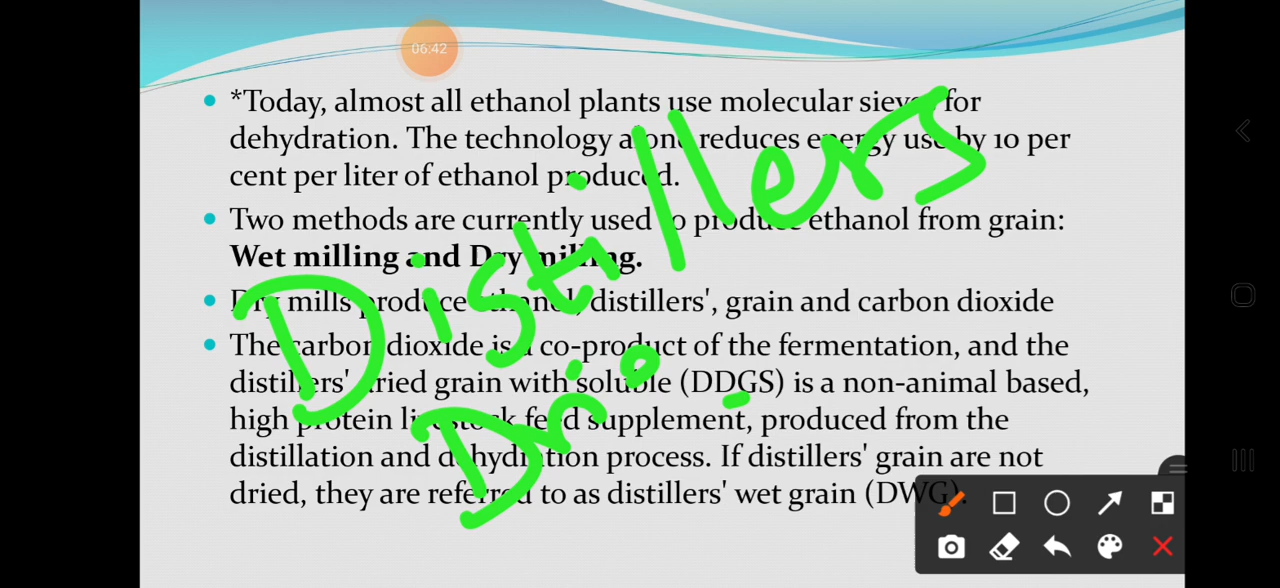 06:42
*Today, almost all ethanol plants use molecular sieves for
dehydration. The technology alone reduces energy use by 10 per
cent per liter of ethanol produced.
Two methods are currently used to produce ethanol from grain:
Wet milling and Dry milling.
Dry mills produce ethanol, distillers', grain and carbon dioxide
The carbon dioxide is a co-product of the fermentation, and the
distillers' dried grain with soluble (DDGS) is a non-animal based,
high protein livestock feed supplement, produced from the
distillation and dehydration process. If distillers' grain are not
dried, they are referred to as distillers' wet grain (DWG).
Distillers
Drie